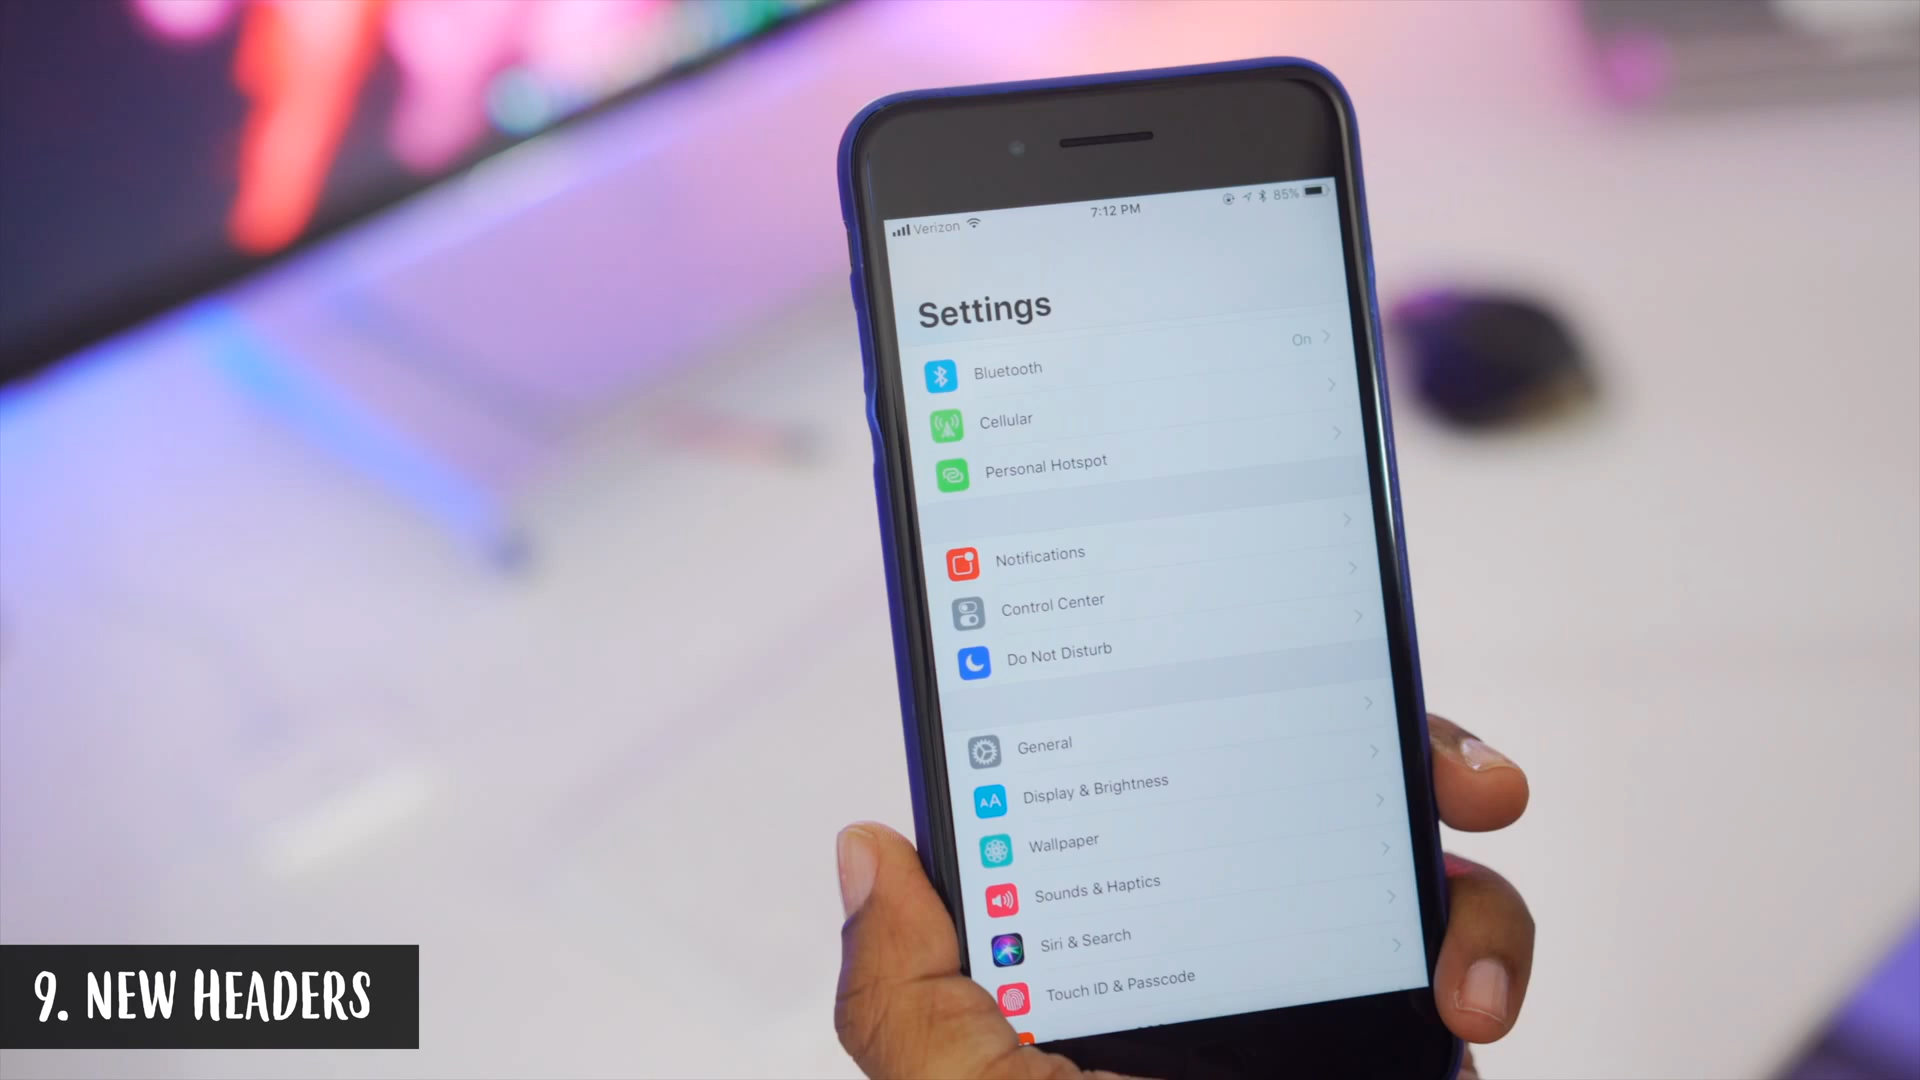 Verizon 7:12 PM 85%
Settings
Bluetooth On
Cellular
Personal Hotspot
Notifications
Control Center
Do Not Disturb
General
AA Display & Brightness
Wallpaper
Sounds & Haptics
Siri & Search
Touch ID & Passcode
9. NEW HEADERS